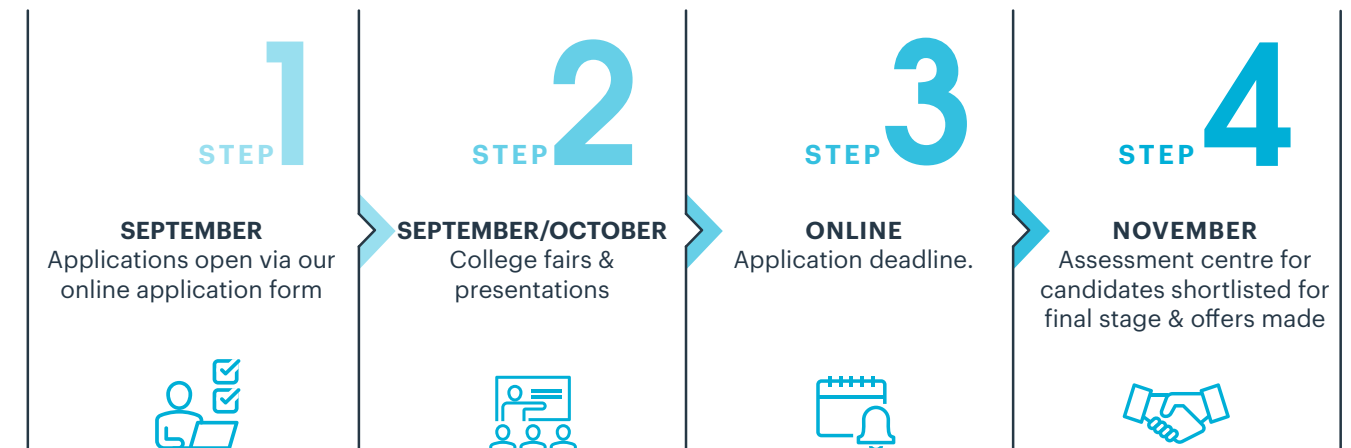 STEP 1
SEPTEMBER
Applications open via our
online application form
STEP 2
SEPTEMBER/OCTOBER
College fairs &
presentations
STEP 3
ONLINE
Application deadline.
STEP 4
NOVEMBER
Assessment centre for
candidates shortlisted for
final stage & offers made